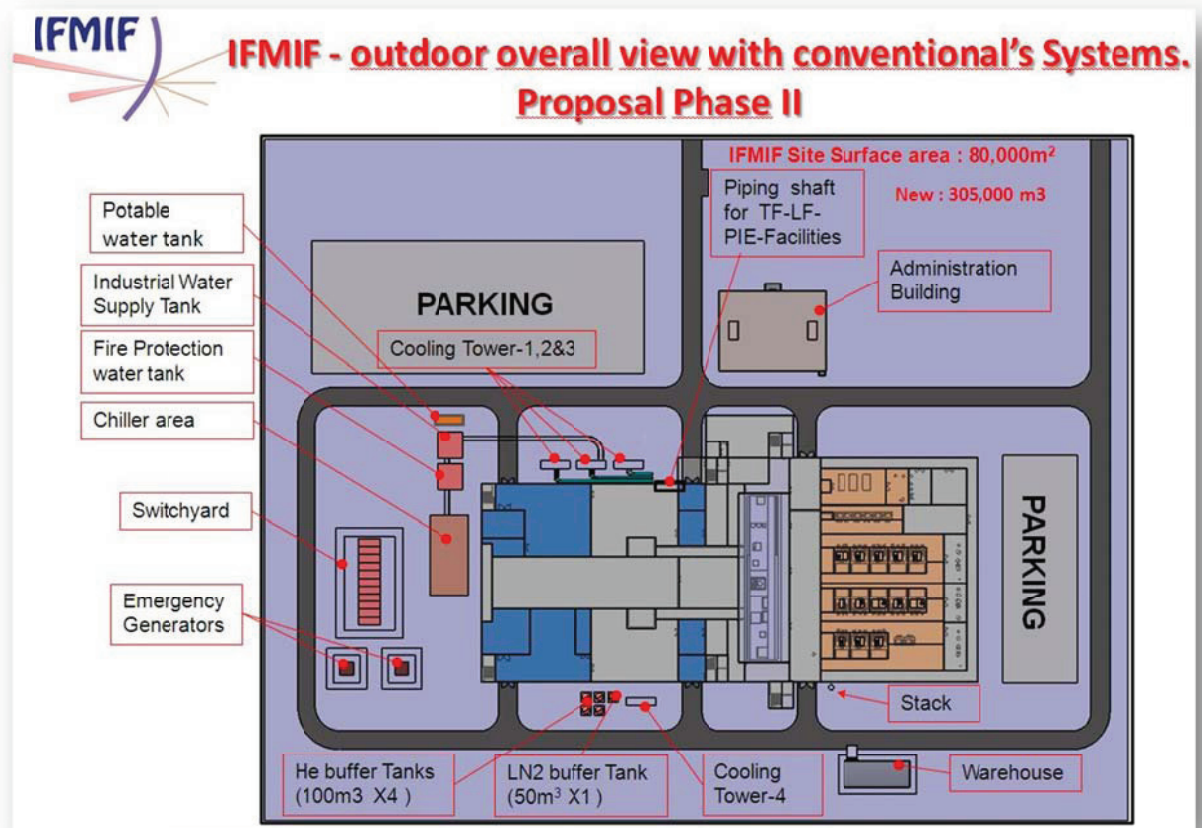 IFMIF
IFMIF - outdoor overall view with conventional's Systems.
Proposal Phase II
IFMIF Site Surface area : 80,000m²
New : 305,000 m3
Piping shaft
for TF-LF-
PIE-Facilities
Potable
water tank
Industrial Water
Supply Tank
Fire Protection
water tank
Chiller area
Switchyard
Emergency
Generators
PARKING
Cooling Tower-1,2&3
Administration
Building
PARKING
Stack
He buffer Tanks
(100m3 X4 )
LN2 buffer Tank
(50m³ X1 )
Cooling
Tower-4
Warehouse